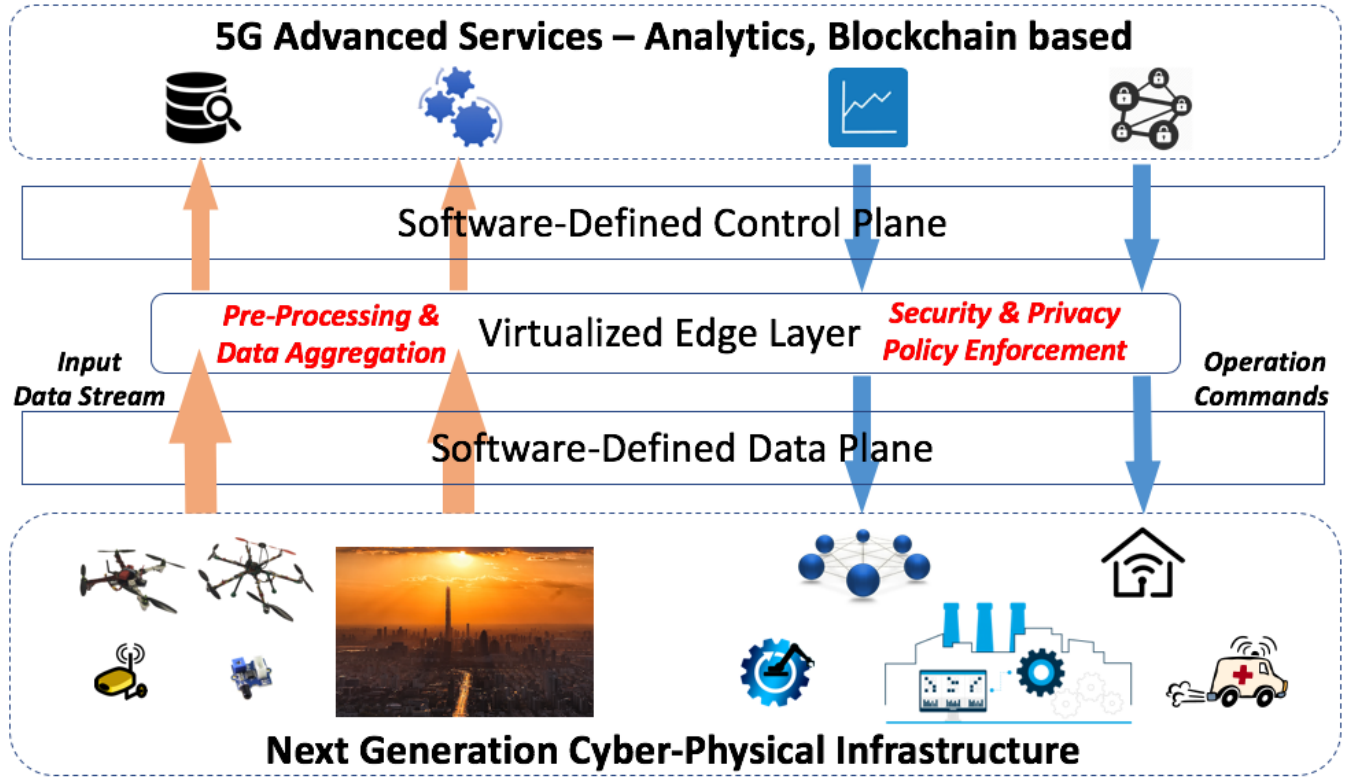 5G Advanced Services – Analytics, Blockchain based
Software-Defined Control Plane
Pre-Processing &
Data Aggregation
Virtualized Edge Layer
Security & Privacy
Policy Enforcement
Input
Data Stream
Operation
Commands
Software-Defined Data Plane
Next Generation Cyber-Physical Infrastructure